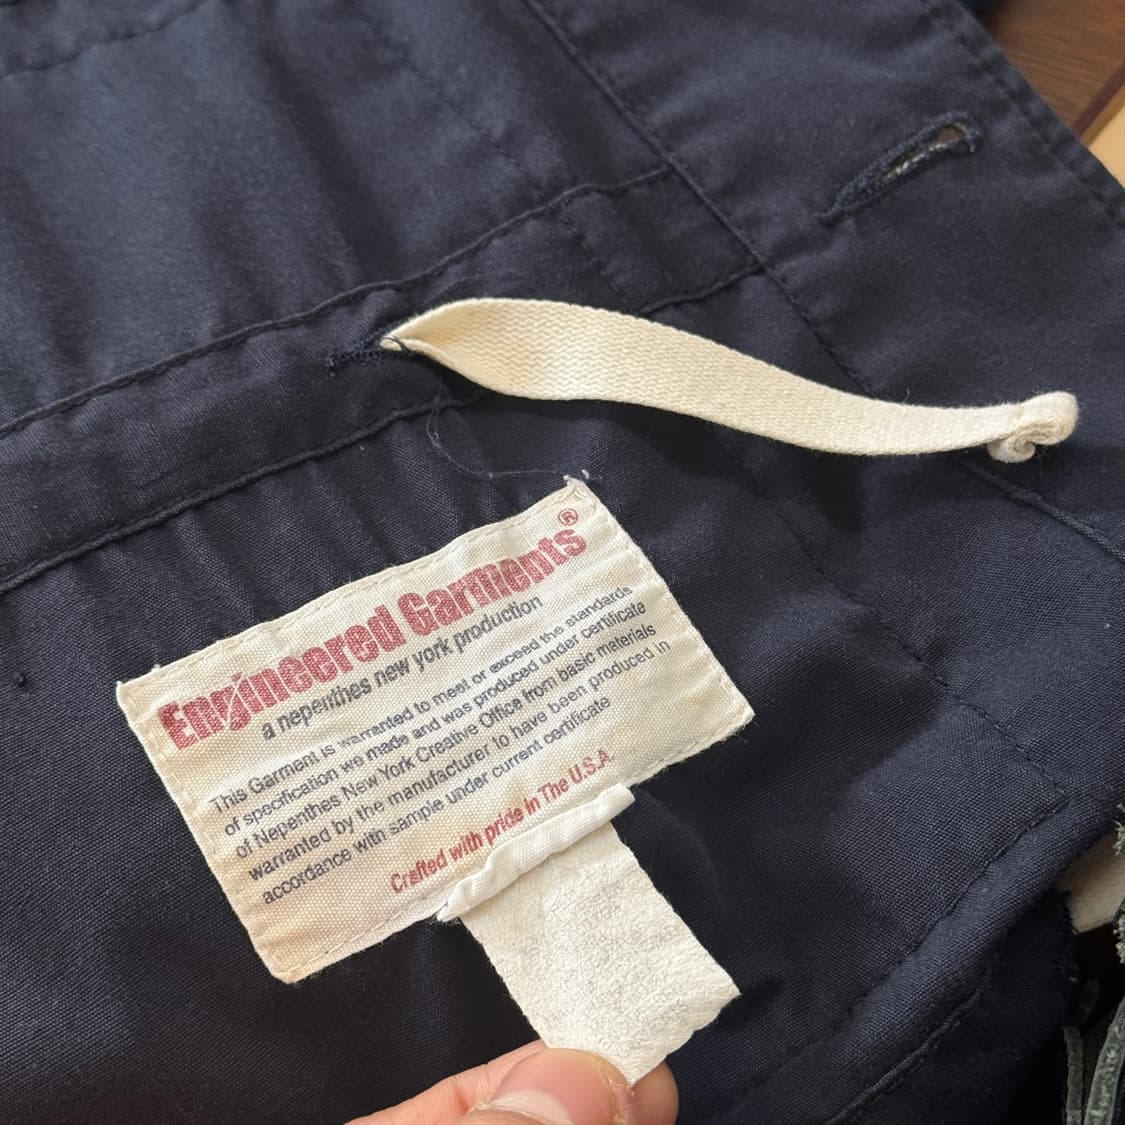 Engineered Garments®
a nepenthes new york production
This Garment is warranted to meet or exceed the standards
of specification we made and was produced under certificate
of Nepenthes New York Creative Office from basic materials
warranted by the manufacturer to have been produced in
accordance with sample under current certificate
Crafted with pride in The U.S.A.